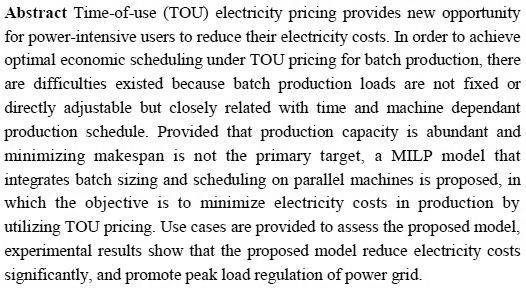 Abstract Time-of-use (TOU) electricity pricing provides new opportunity
for power-intensive users to reduce their electricity costs. In order to achieve
optimal economic scheduling under TOU pricing for batch production, there
are difficulties existed because batch production loads are not fixed or
directly adjustable but closely related with time and machine dependant
production schedule. Provided that production capacity is abundant and
minimizing makespan is not the primary target, a MILP model that
integrates batch sizing and scheduling on parallel machines is proposed, in
which the objective is to minimize electricity costs in production by
utilizing TOU pricing. Use cases are provided to assess the proposed model,
experimental results show that the proposed model reduce electricity costs
significantly, and promote peak load regulation of power grid.